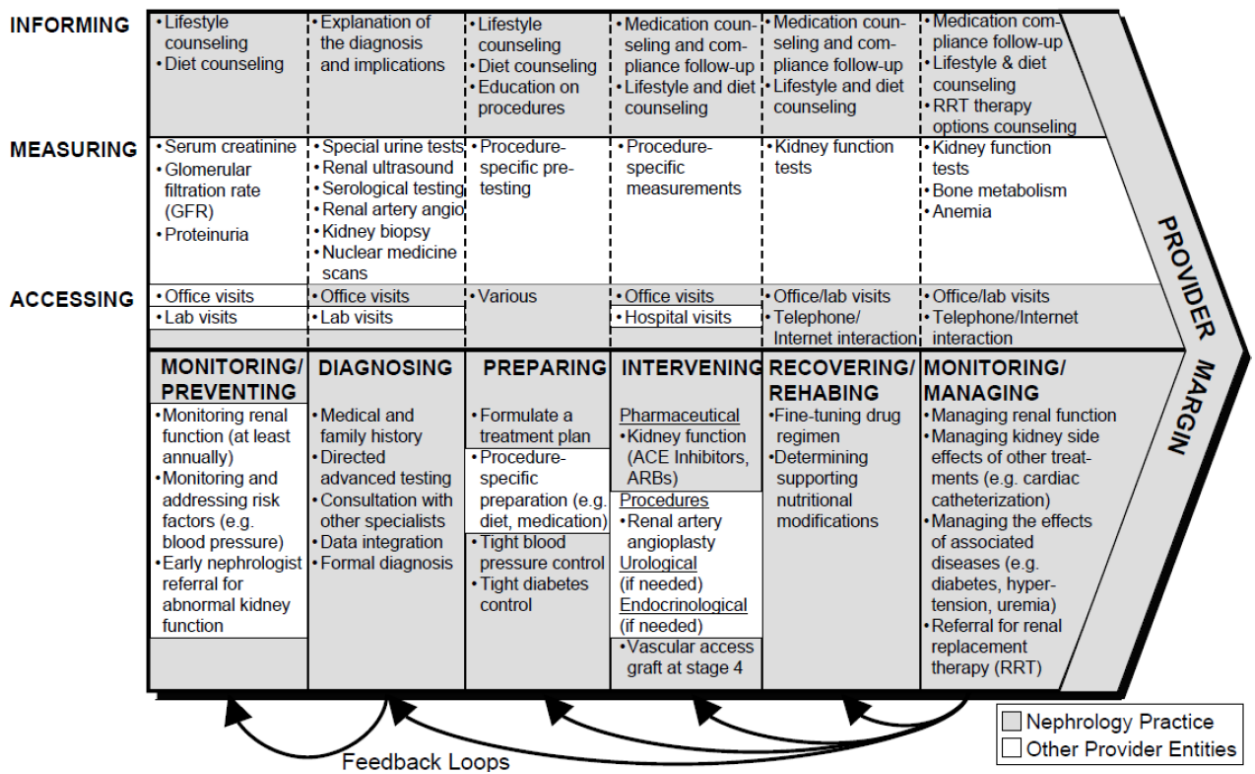 INFORMING
• Lifestyle
counseling
• Diet counseling
• Explanation of
the diagnosis
and implications
• Lifestyle
counseling
• Diet counseling
• Education on
procedures
• Medication coun-
seling and com-
pliance follow-up
• Lifestyle and diet
counseling
• Medication coun-
seling and com-
pliance follow-up
• Lifestyle and diet
counseling
• Medication com-
pliance follow-up
• Lifestyle & diet
counseling
• RRT therapy
options counseling
MEASURING
• Serum creatinine
• Glomerular
filtration rate
(GFR)
• Proteinuria
• Special urine tests
• Renal ultrasound
• Serological testing
• Renal artery angio
• Kidney biopsy
• Nuclear medicine
scans
• Procedure-
specific pre-
testing
• Procedure-
specific
measurements
• Kidney function
tests
• Kidney function
tests
• Bone metabolism
• Anemia
ACCESSING
• Office visits
• Lab visits
• Office visits
• Lab visits
• Various
• Office visits
• Hospital visits
• Office/lab visits
• Telephone/
Internet interaction
• Office/lab visits
• Telephone/Internet
interaction
MONITORING/
PREVENTING
• Monitoring renal
function (at least
annually)
• Monitoring and
addressing risk
factors (e.g.
blood pressure)
• Early nephrologist
referral for
abnormal kidney
function
DIAGNOSING
• Medical and
family history
• Directed
advanced testing
• Consultation with
other specialists
• Data integration
• Formal diagnosis
PREPARING
• Formulate a
treatment plan
• Procedure-
specific
preparation (e.g.
diet, medication)
• Tight blood
pressure control
• Tight diabetes
control
INTERVENING
Pharmaceutical
• Kidney function
(ACE Inhibitors,
ARBs)
Procedures
• Renal artery
angioplasty
Urological
(if needed)
Endocrinological
(if needed)
• Vascular access
graft at stage 4
RECOVERING/
REHABING
• Fine-tuning drug
regimen
• Determining
supporting
nutritional
modifications
MONITORING/
MANAGING
• Managing renal function
• Managing kidney side
effects of other treat-
ments (e.g. cardiac
catheterization)
• Managing the effects
of associated
diseases (e.g.
diabetes, hyper-
tension, uremia)
• Referral for renal
replacement
therapy (RRT)
PROVIDER MARGIN
Feedback Loops
Nephrology Practice
Other Provider Entities